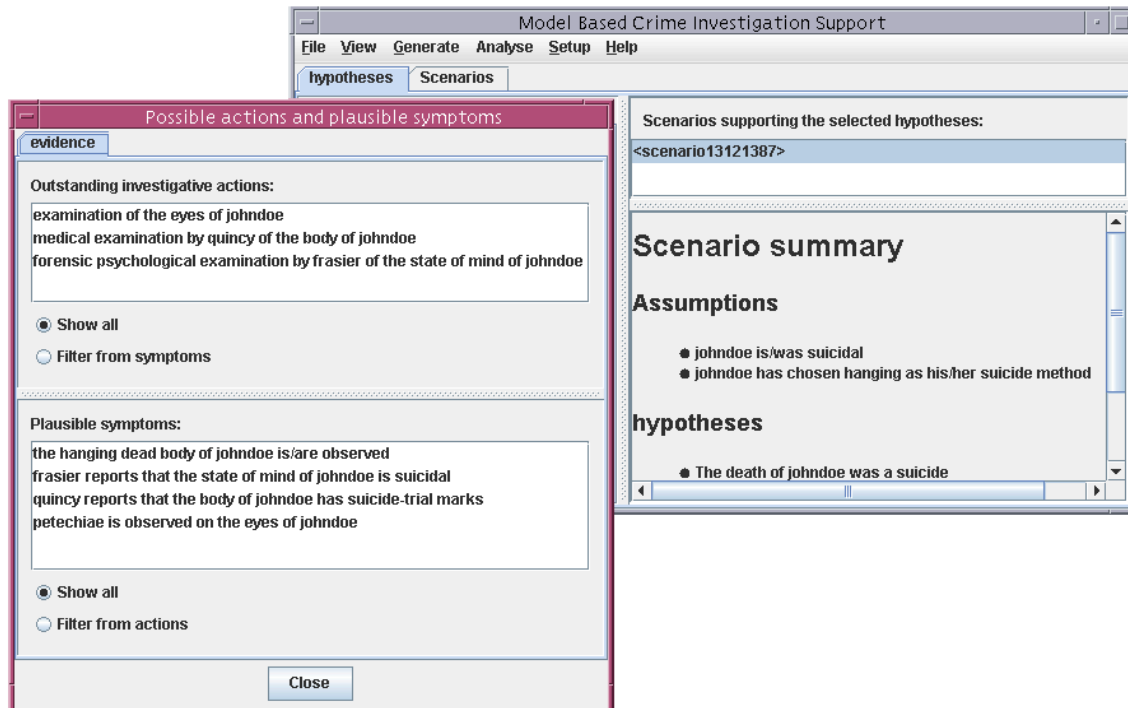 Model Based Crime Investigation Support
File View Generate Analyse Setup Help
hypotheses Scenarios
Scenarios supporting the selected hypotheses:
<scenario13121387>
Scenario summary
Assumptions
johndoe is/was suicidal
johndoe has chosen hanging as his/her suicide method
hypotheses
The death of johndoe was a suicide
Possible actions and plausible symptoms
evidence
Outstanding investigative actions:
examination of the eyes of johndoe
medical examination by quincy of the body of johndoe
forensic psychological examination by frasier of the state of mind of johndoe
Show all
Filter from symptoms
Plausible symptoms:
the hanging dead body of johndoe is/are observed
frasier reports that the state of mind of johndoe is suicidal
quincy reports that the body of johndoe has suicide-trial marks
petechiae is observed on the eyes of johndoe
Show all
Filter from actions
Close